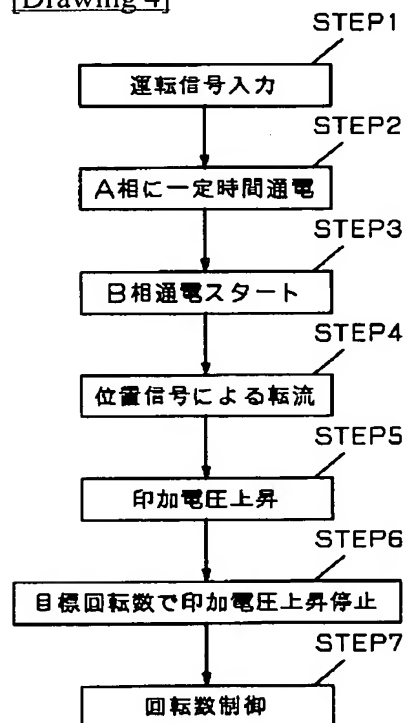 [Drawing 4]
STEP1
運転信号入力
STEP2
A相に一定時間通電
STEP3
B相通電スタート
STEP4
位置信号による転流
STEP5
印加電圧上昇
STEP6
目標回転数で印加電圧上昇停止
STEP7
回転数制御